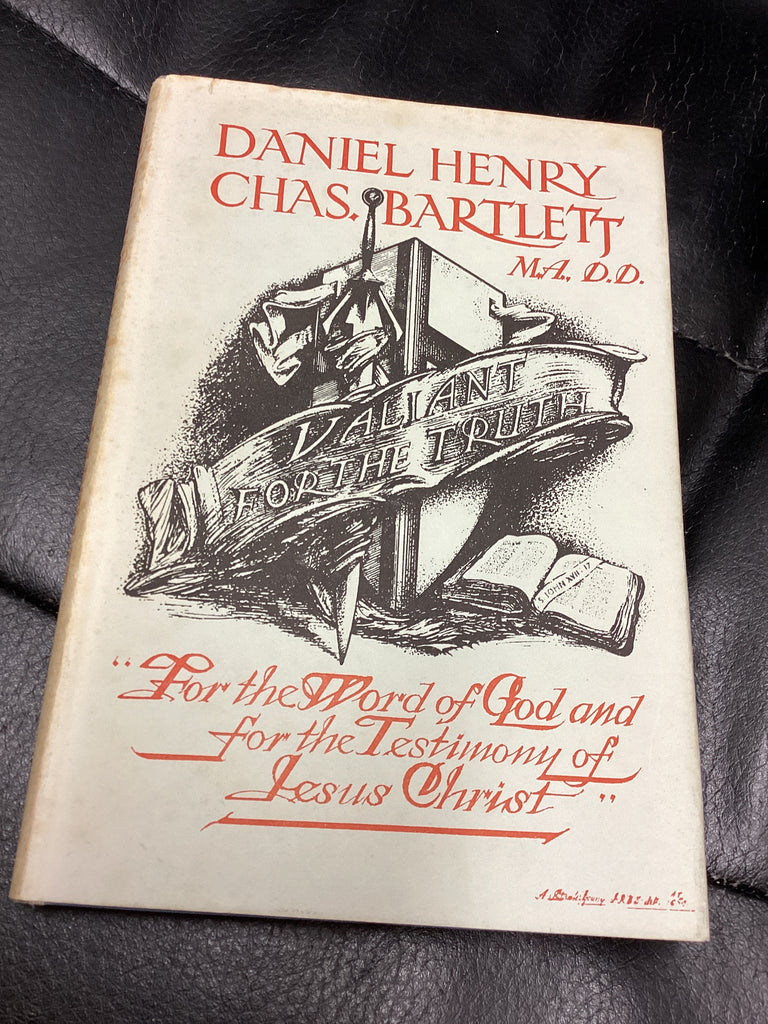 DANIEL HENRY
CHAS. BARTLETT
M.A., D.D.
VALIANT
FOR THE TRUTH
"For the Word of God and
for the Testimony of
Jesus Christ"